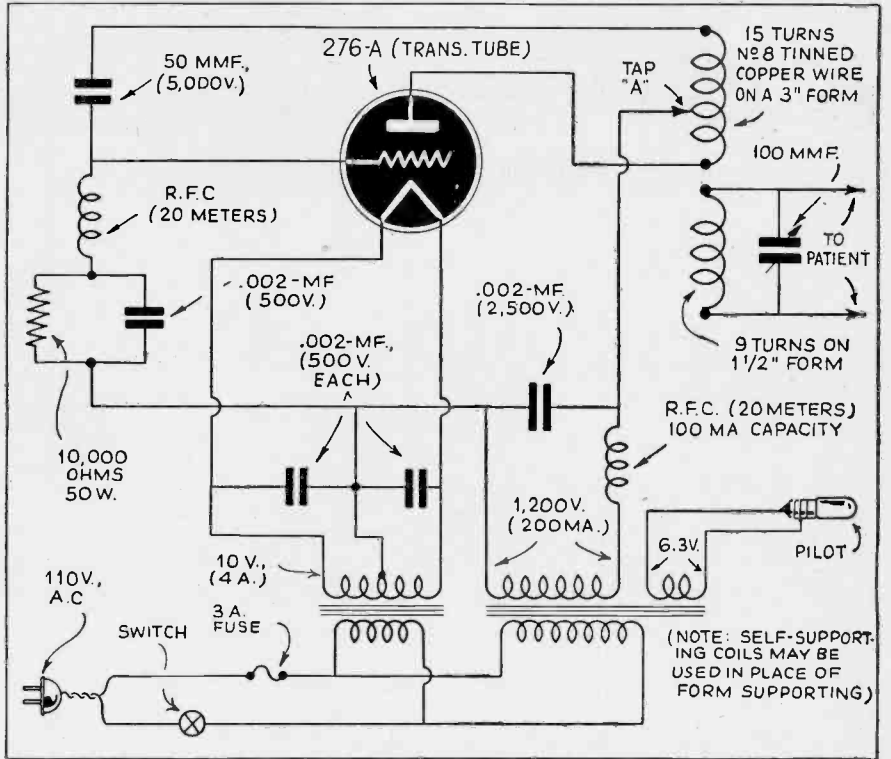 276-A (TRANS. TUBE)
50 MMF.,
(5,000V.)
15 TURNS
Nº 8 TINNED
COPPER WIRE
ON A 3" FORM
TAP
"A"
100 MMF.
R.F.C
(20 METERS)
TO
PATIENT
.002-MF
(500V.)
.002-MF.
(2,500V.)
.002-MF.,
(500V.
EACH)
9 TURNS ON
1 1/2" FORM
R.F.C. (20 METERS)
100 MA CAPACITY
10,000
OHMS
50 W.
1,200V.
(200MA.)
10 V.,
(4 A.)
6.3V.
PILOT
110V.,
A.C
SWITCH
3 A.
FUSE
(NOTE: SELF-SUPPORT-
ING COILS MAY BE
USED IN PLACE OF
FORM SUPPORTING)